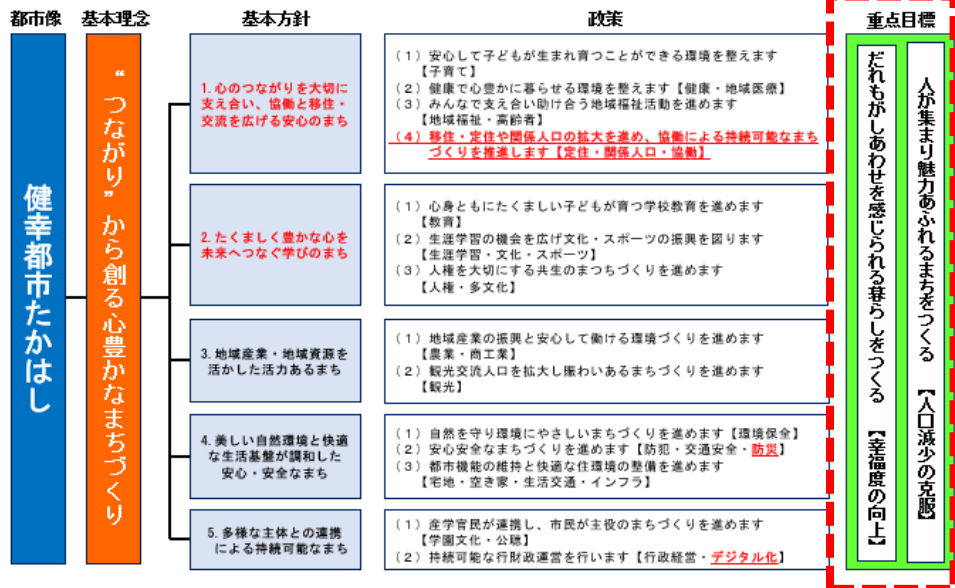 都市像 基本理念 基本方針 政策 重点目標
健幸都市たかはし
“つながり”から創る心豊かなまちづくり
1.心のつながりを大切に
支え合い、協働と移住・
交流を広げる安心のまち
（1）安心して子どもが生まれ育つことができる環境を整えます
【子育て】
（2）健康で心豊かに暮らせる環境を整えます【健康・地域医療】
（3）みんなで支え合い助け合う地域福祉活動を進めます
【地域福祉・高齢者】
（4）移住・定住や関係人口の拡大を進め、協働による持続可能なまち
づくりを推進します【定住・関係人口・協働】
2.たくましく豊かな心を
未来へつなぐ学びのまち
（1）心身ともにたくましい子どもが育つ学校教育を進めます
【教育】
（2）生涯学習の機会を広げ文化・スポーツの振興を図ります
【生涯学習・文化・スポーツ】
（3）人権を大切にする共生のまつちづくりを進めます
【人権・多文化】
3.地域産業・地域資源を
活かした活力あるまち
（1）地域産業の振興と安心して働ける環境づくりを進めます
【農業・商工業】
（2）観光交流人口を拡大し賑わいあるまちづくりを進めます
【観光】
4.美しい自然環境と快適
な生活基盤が調和した
安心・安全なまち
（1）自然を守り環境にやさしいまちづくりを進めます【環境保全】
（2）安心安全なまちづくりを進めます【防犯・交通安全・防災】
（3）都市機能の維持と快適な住環境の整備を進めます
【宅地・空き家・生活交通・インフラ】
5.多様な主体との連携
による持続可能なまち
（1）産学官民が連携し、市民が主役のまちづくりを進めます
【学園文化・公聴】
（2）持続可能な行財政運営を行います【行政経営・デジタル化】
人が集まり魅力あふれるまちをつくる 【人口減少の克服】
だれもがしあわせを感じられる暮らしをつくる 【幸福度の向上】